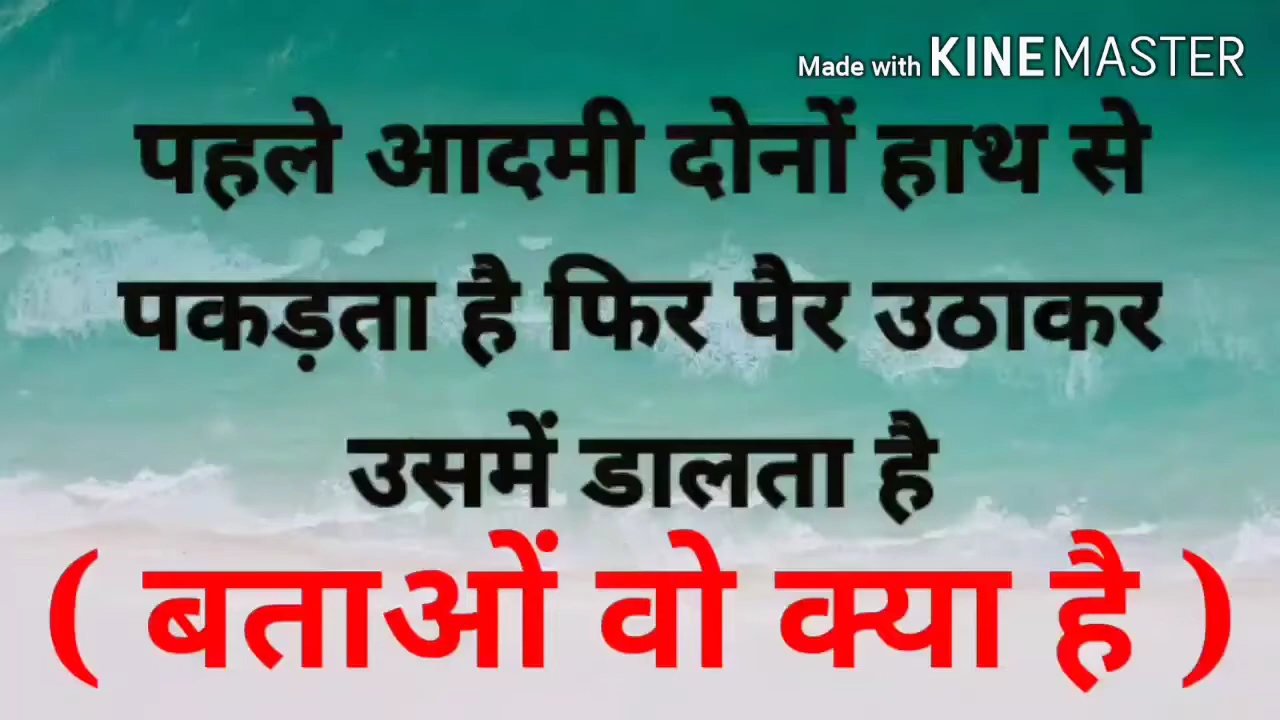 Made with KINEMASTER
पहले आदमी दोनों हाथ से
पकड़ता है फिर पैर उठाकर
उसमें डालता है
( बताओं वो क्या है )